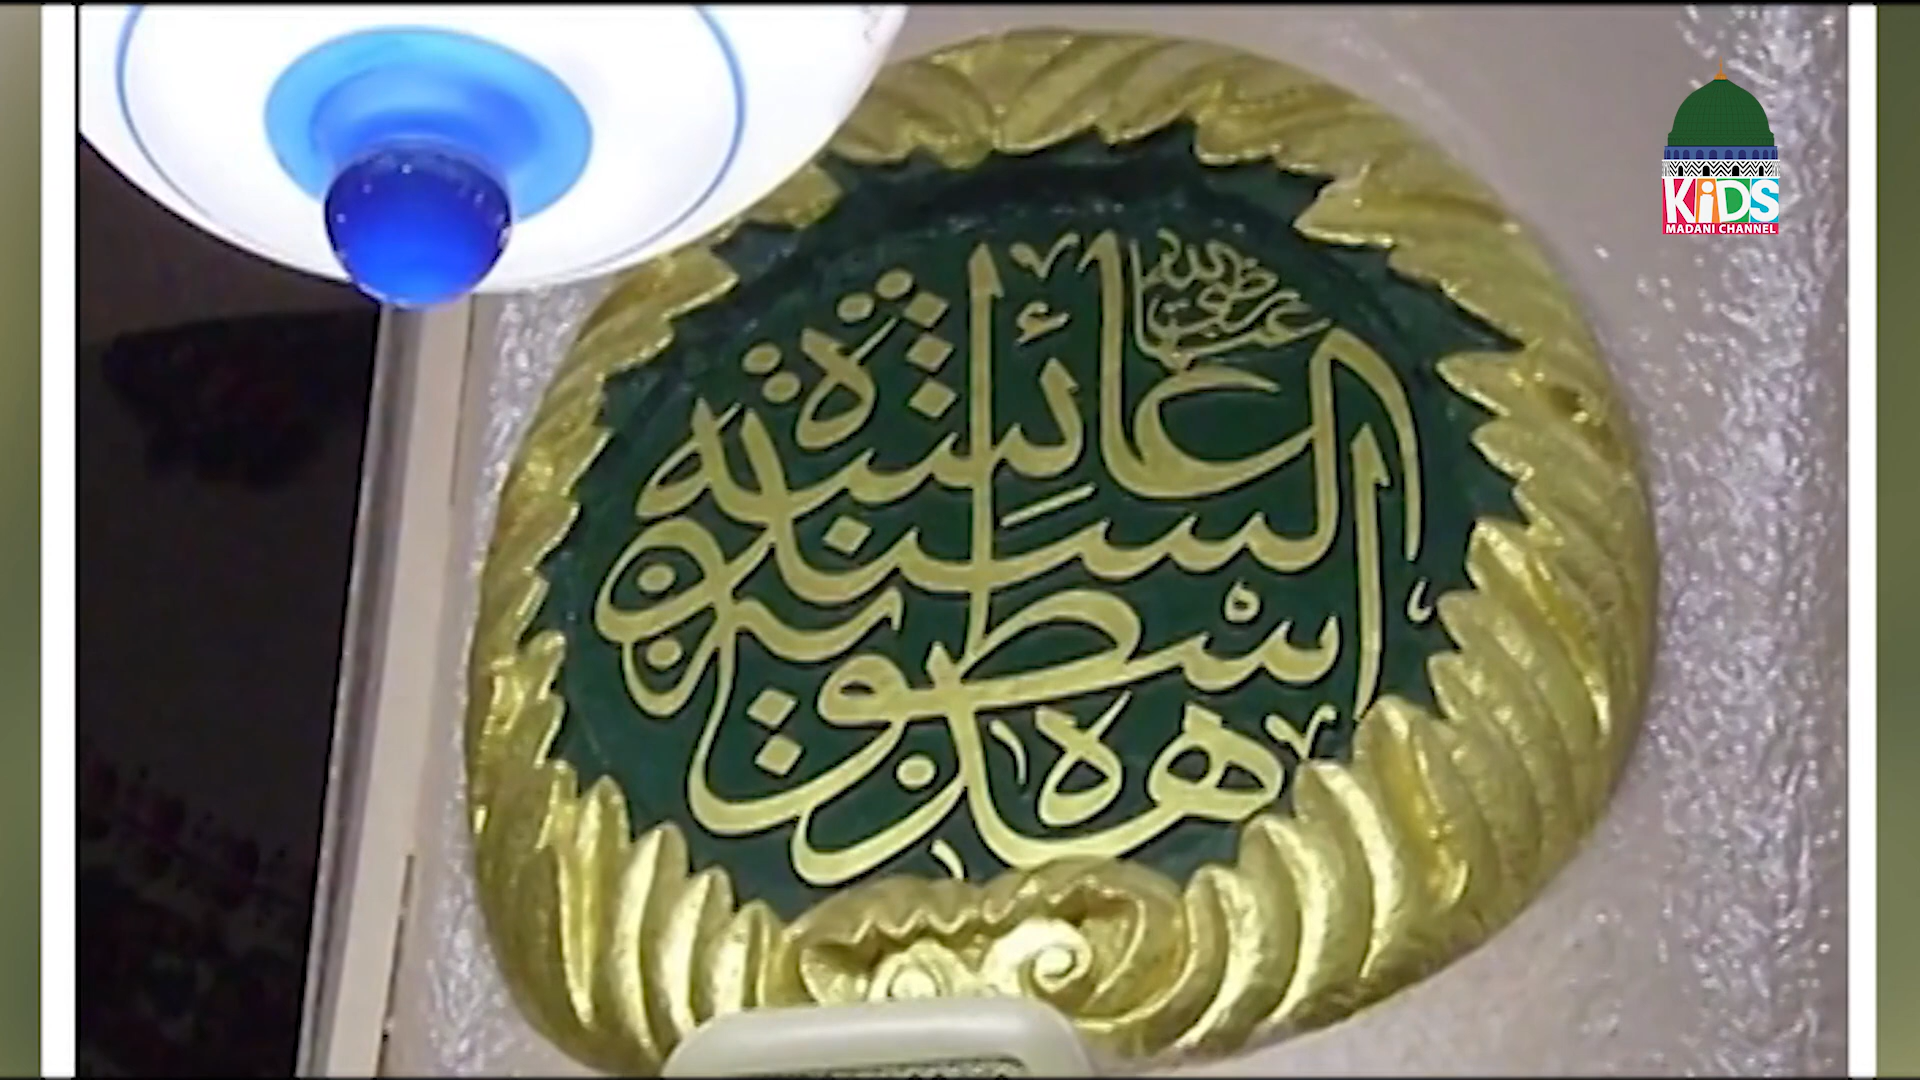 هذه اسطوانة
السيدة
عائشة
رضي الله عنها
KiDS
MADANI CHANNEL